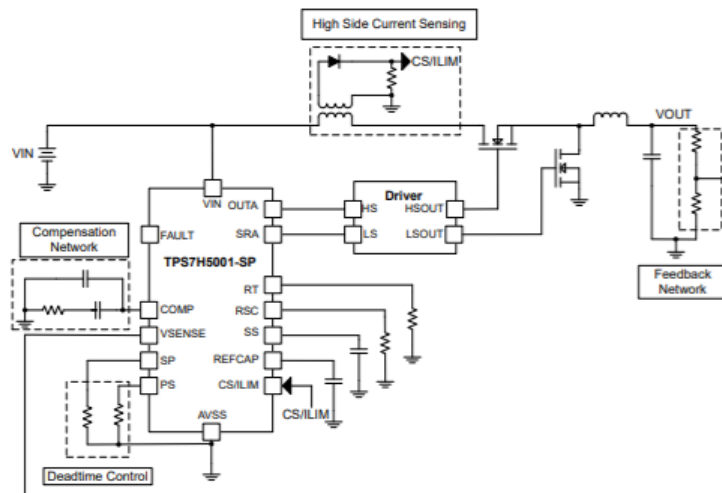 High Side Current Sensing
CS/ILIM
VOUT
VIN
VIN
OUTA
Driver
HS
HSOUT
FAULT
SRA
LS
LSOUT
Compensation
Network
TPS7H5001-SP
RT
Feedback
Network
COMP
RSC
VSENSE
SS
SP
REFCAP
PS
CS/ILIM
AVSS
CS/ILIM
Deadtime Control